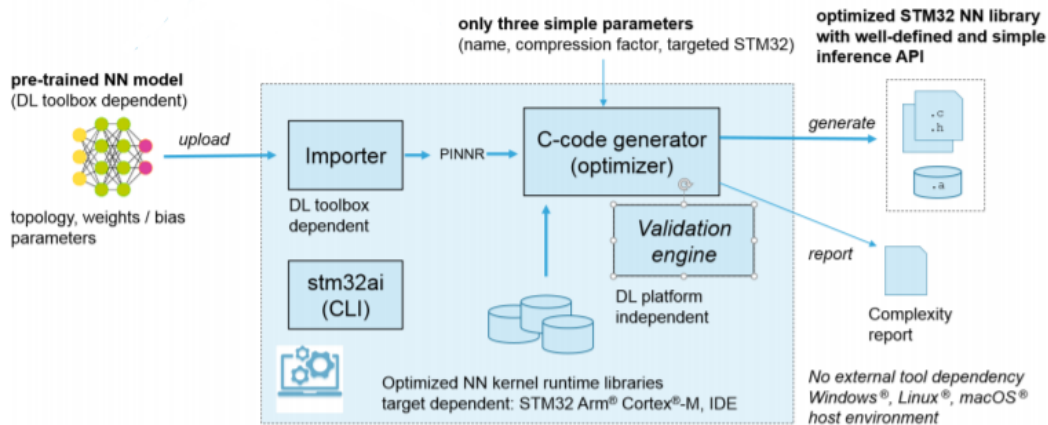 only three simple parameters
(name, compression factor, targeted STM32)
optimized STM32 NN library
with well-defined and simple
inference API
pre-trained NN model
(DL toolbox dependent)
upload
Importer
PINNR
C-code generator
(optimizer)
generate
.c
.h
.a
DL toolbox
dependent
Validation
engine
topology, weights / bias
parameters
report
stm32ai
(CLI)
DL platform
independent
Complexity
report
Optimized NN kernel runtime libraries
target dependent: STM32 Arm® Cortex®-M, IDE
No external tool dependency
Windows®, Linux®, macOS®
host environment